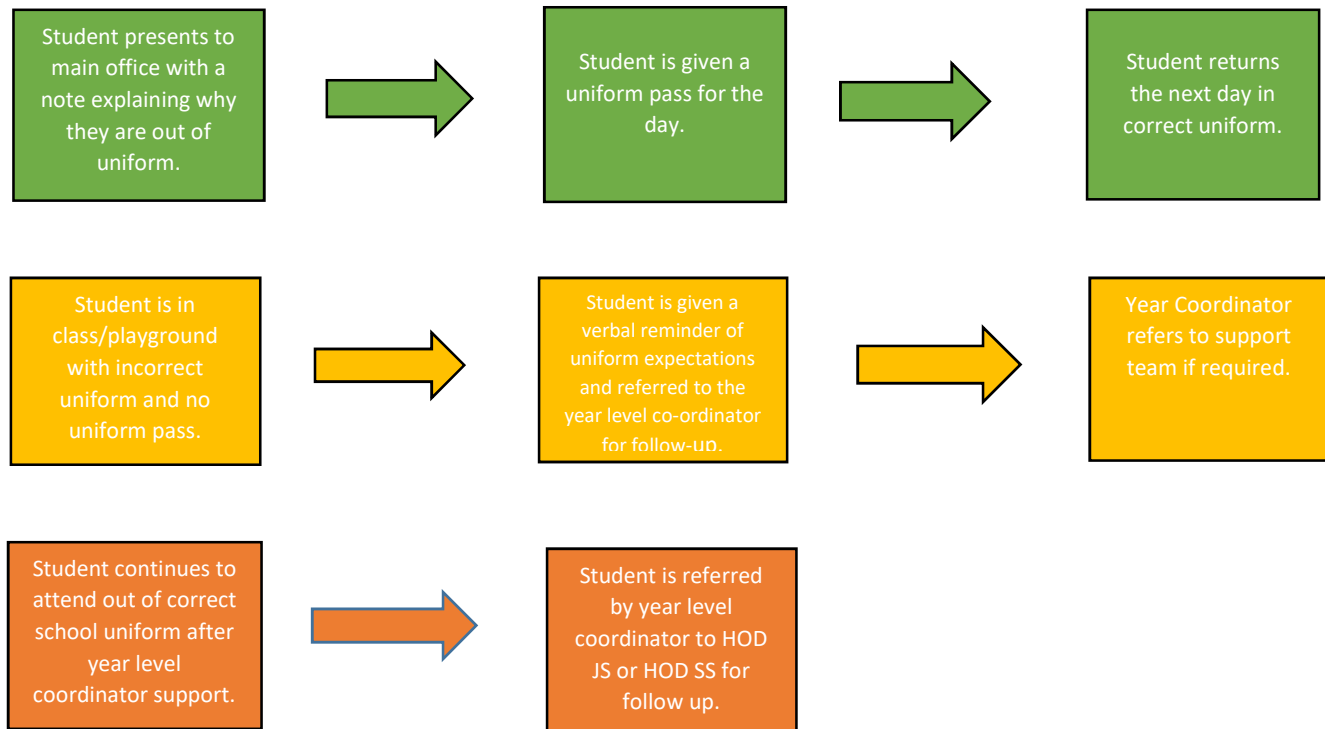 Student presents to
main office with a
note explaining why
they are out of
uniform.
Student is given a
uniform pass for the
day.
Student returns
the next day in
correct uniform.
Student is in
class/playground
with incorrect
uniform and no
uniform pass.
Student is given a
verbal reminder of
uniform expectations
and referred to the
year level co-ordinator
for follow-up.
Year Coordinator
refers to support
team if required.
Student continues to
attend out of correct
school uniform after
year level
coordinator support.
Student is referred
by year level
coordinator to HOD
JS or HOD SS for
follow up.